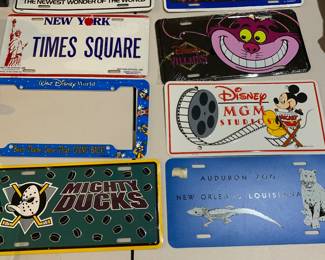 THE NEWEST WONDER OF THE WORLD
NEW YORK
TIMES SQUARE
VILLAINS
Walt Disney World
Disney
MGM
STUDIOS
MIGHTY
DUCKS
AUDUBON ZOO
NEW ORLEANS, LOUISIANA